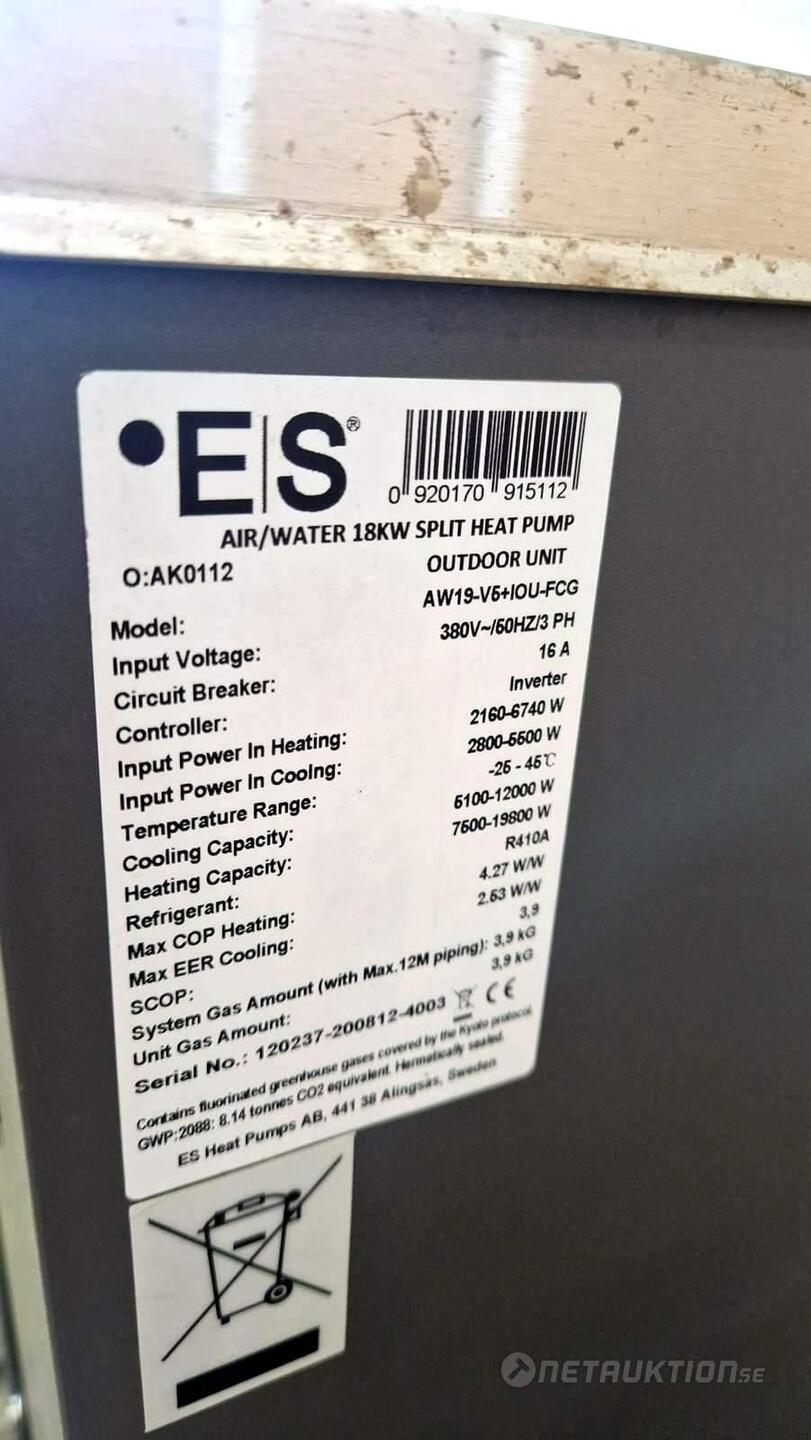 •E|S®
0 920170 915112
AIR/WATER 18KW SPLIT HEAT PUMP
O:AK0112 OUTDOOR UNIT
Model: AW19-V5+IOU-FCG
Input Voltage: 380V~/50HZ/3 PH
Circuit Breaker: 16 A
Controller: Inverter
Input Power In Heating: 2160-6740 W
Input Power In Coolng: 2800-5500 W
Temperature Range: -25 - 45℃
Cooling Capacity: 5100-12000 W
Heating Capacity: 7500-19800 W
Refrigerant: R410A
Max COP Heating: 4.27 W/W
Max EER Cooling: 2.53 W/W
SCOP: 3,9
System Gas Amount (with Max.12M piping): 3,9 kG
Unit Gas Amount: 3,9 kG
Serial No.: 120237-200812-4003 CE
Contains fluorinated greenhouse gases covered by the Kyoto protocol.
GWP:2088: 8.14 tonnes CO2 equivalent. Hermetically sealed.
ES Heat Pumps AB, 441 38 Alingsås, Sweden
NETAUKTION.SE